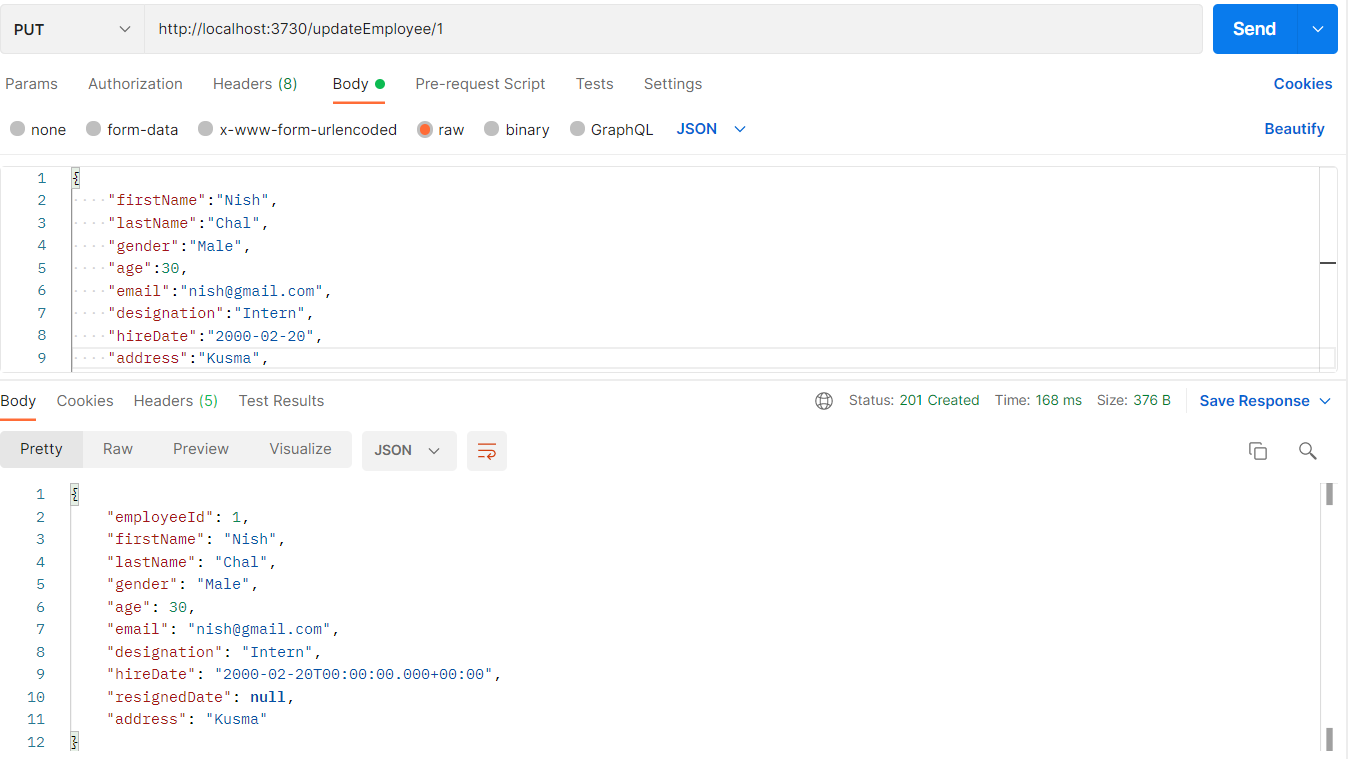 PUT http://localhost:3730/updateEmployee/1 Send
Params Authorization Headers (8) Body Pre-request Script Tests Settings Cookies
none form-data x-www-form-urlencoded raw binary GraphQL JSON Beautify
1 {
2 "firstName":"Nish",
3 "lastName":"Chal",
4 "gender":"Male",
5 "age":30,
6 "email":"nish@gmail.com",
7 "designation":"Intern",
8 "hireDate":"2000-02-20",
9 "address":"Kusma",
Body Cookies Headers (5) Test Results Status: 201 Created Time: 168 ms Size: 376 B Save Response
Pretty Raw Preview Visualize JSON
1 {
2 "employeeId": 1,
3 "firstName": "Nish",
4 "lastName": "Chal",
5 "gender": "Male",
6 "age": 30,
7 "email": "nish@gmail.com",
8 "designation": "Intern",
9 "hireDate": "2000-02-20T00:00:00.000+00:00",
10 "resignedDate": null,
11 "address": "Kusma"
12 }